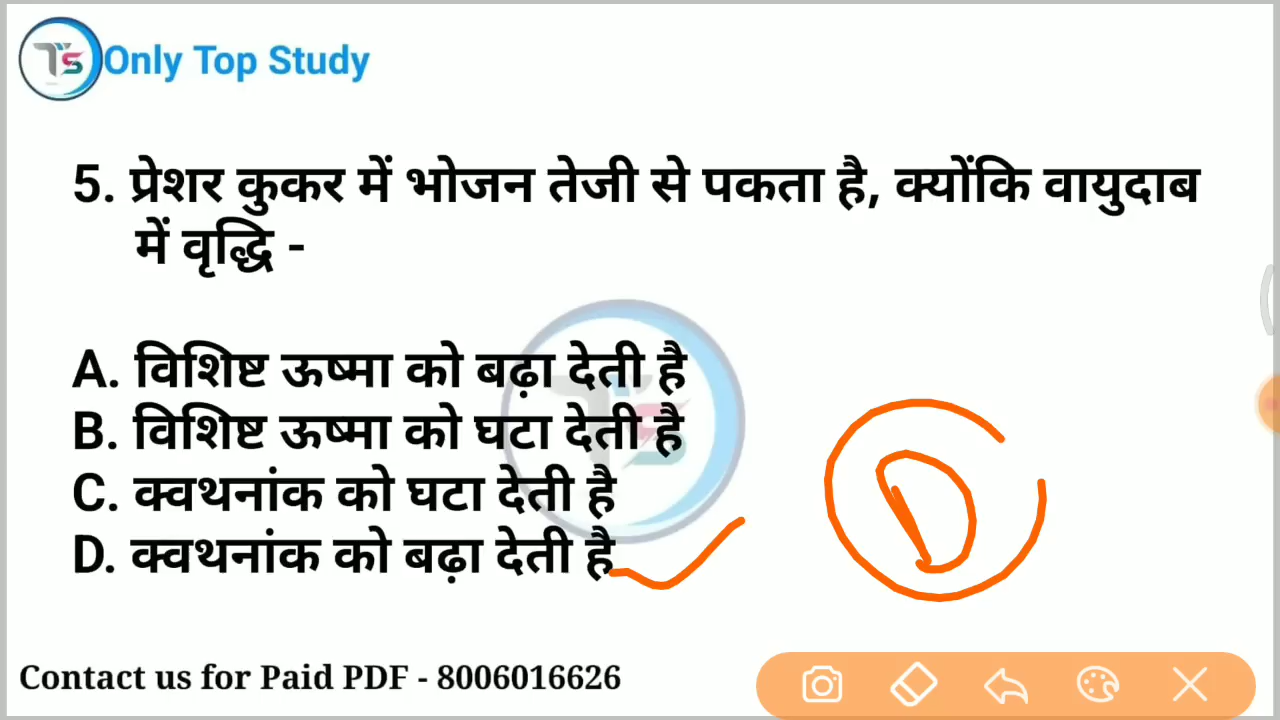 TS Only Top Study
5. प्रेशर कुकर में भोजन तेजी से पकता है, क्योंकि वायुदाब
में वृद्धि -
A. विशिष्ट ऊष्मा को बढ़ा देती है
B. विशिष्ट ऊष्मा को घटा देती है
C. क्वथनांक को घटा देती है
D. क्वथनांक को बढ़ा देती है
D
Contact us for Paid PDF - 8006016626